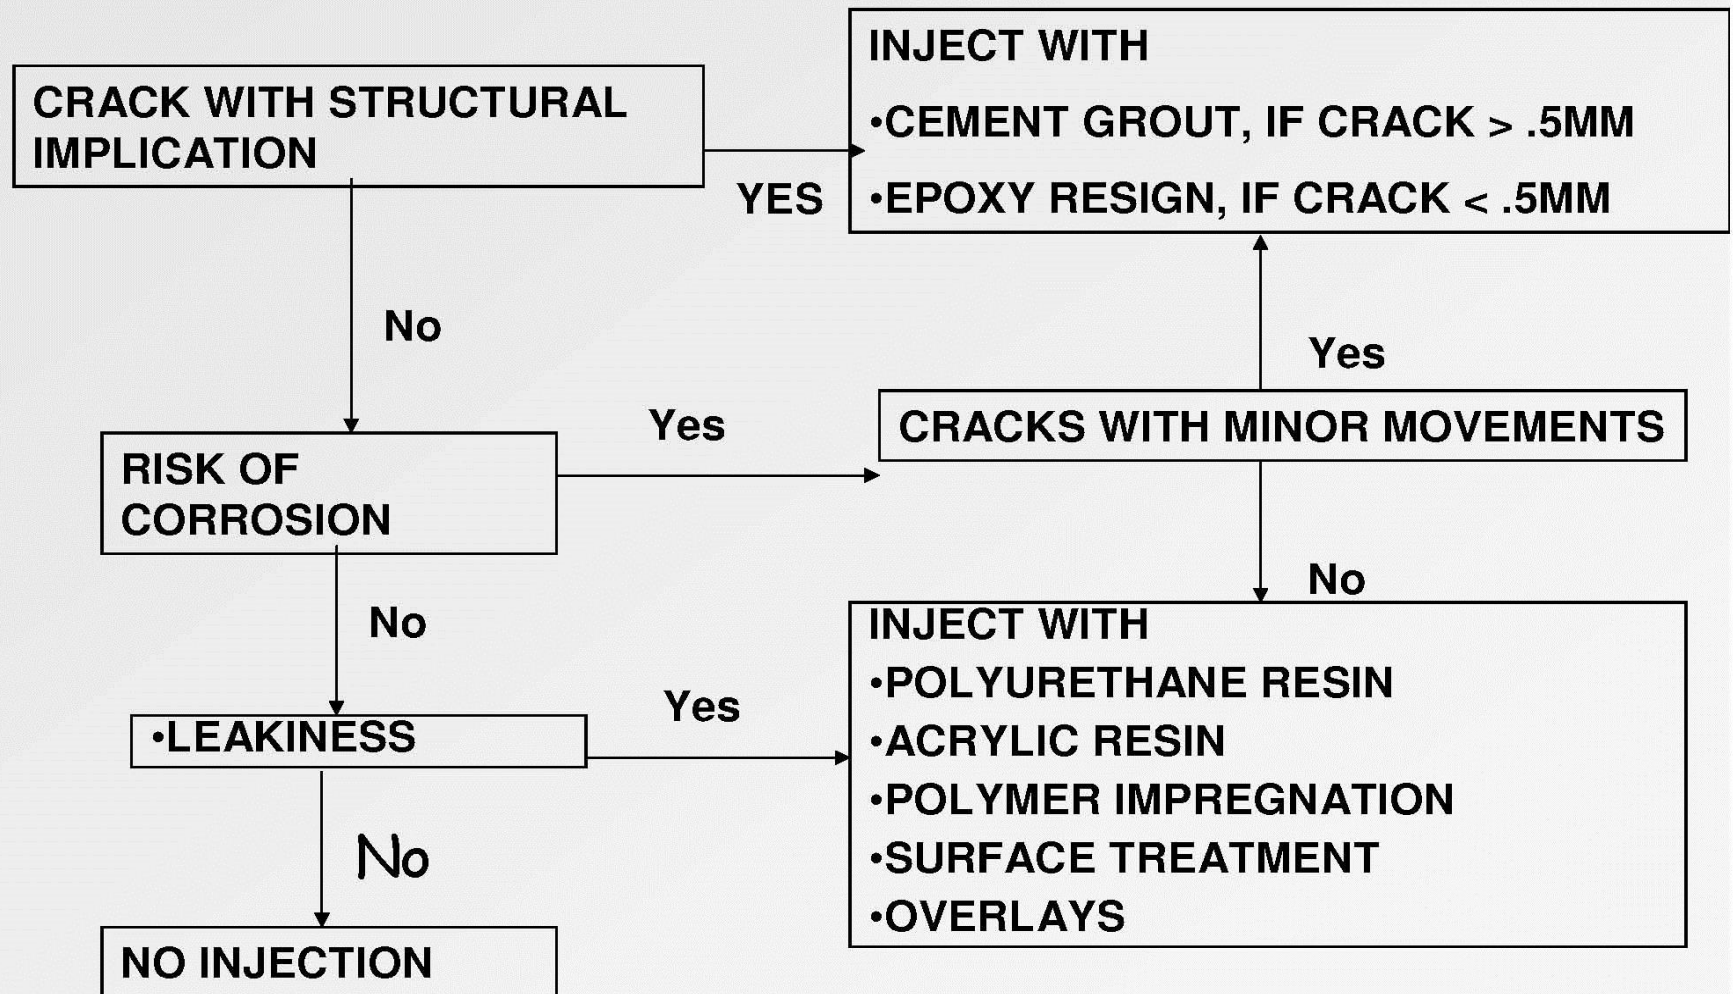 CRACK WITH STRUCTURAL
IMPLICATION
YES
INJECT WITH
•CEMENT GROUT, IF CRACK > .5MM
•EPOXY RESIGN, IF CRACK < .5MM
No
Yes
RISK OF
CORROSION
Yes
CRACKS WITH MINOR MOVEMENTS
No
No
•LEAKINESS
Yes
INJECT WITH
•POLYURETHANE RESIN
•ACRYLIC RESIN
•POLYMER IMPREGNATION
•SURFACE TREATMENT
•OVERLAYS
No
NO INJECTION